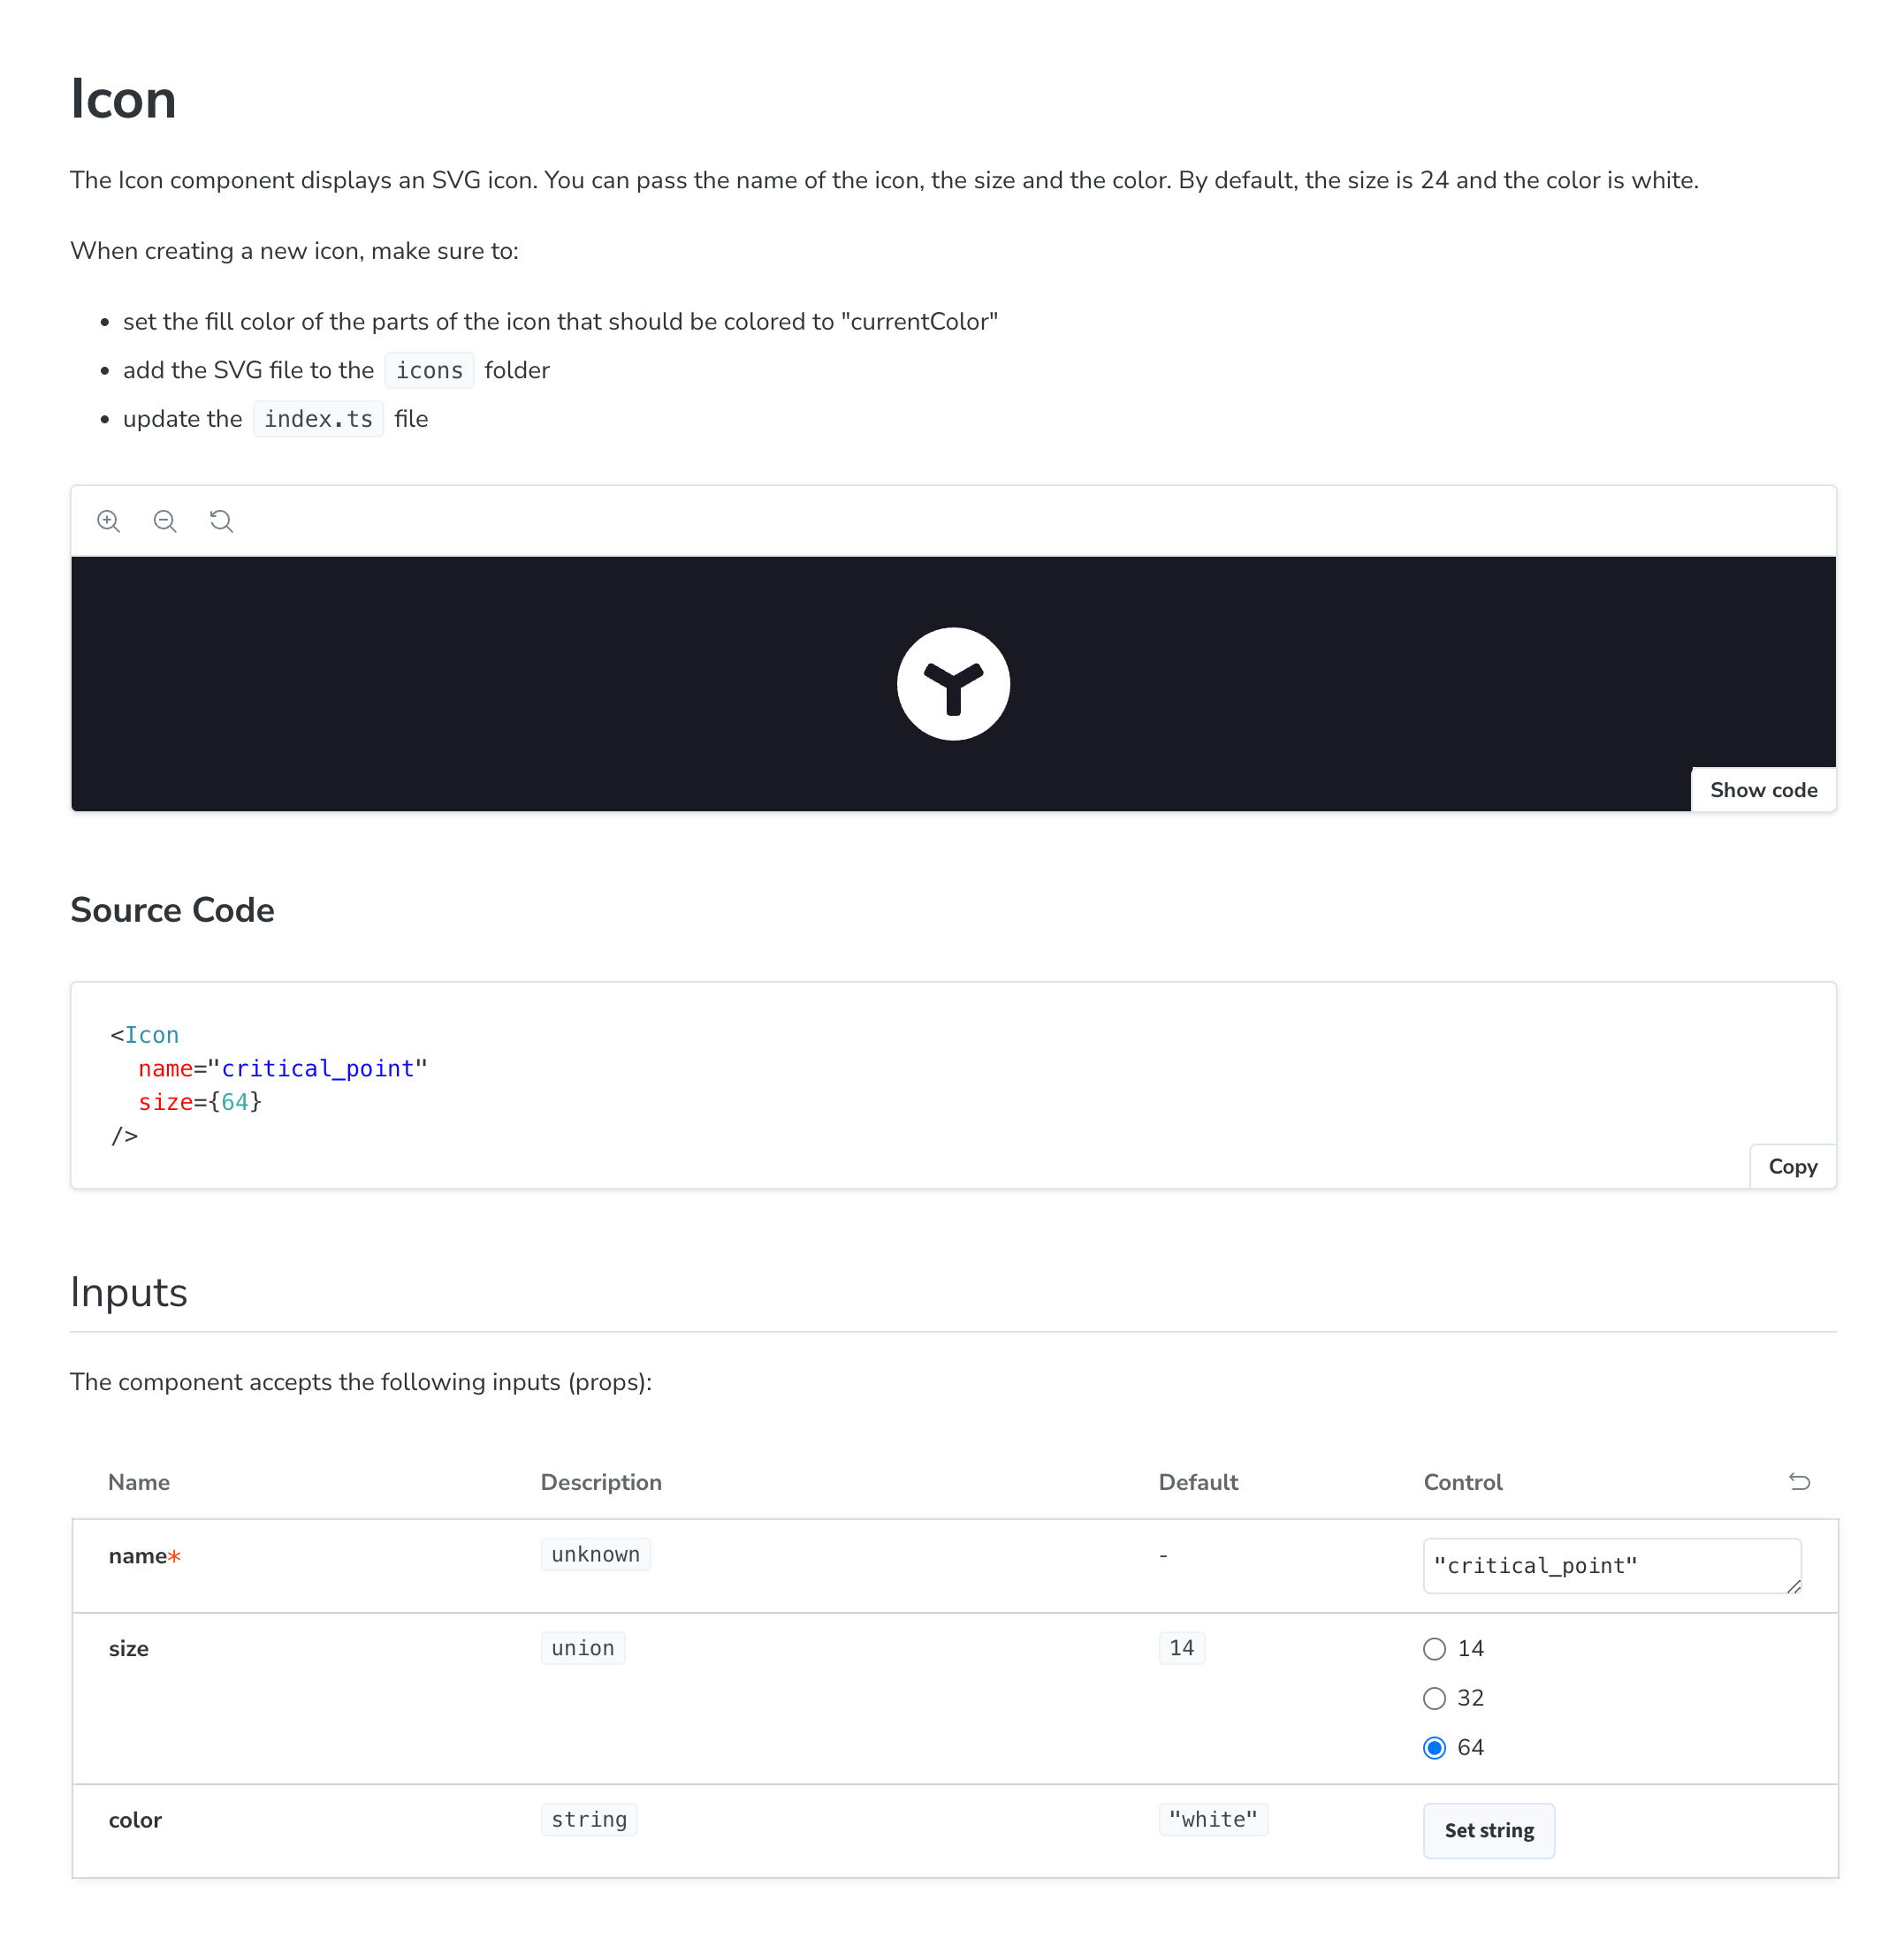 Icon
The Icon component displays an SVG icon. You can pass the name of the icon, the size and the color. By default, the size is 24 and the color is white.
When creating a new icon, make sure to:
• set the fill color of the parts of the icon that should be colored to "currentColor"
• add the SVG file to the icons folder
• update the index.ts file
Show code
Source Code
<Icon
  name="critical_point"
  size={64}
/>
Copy
Inputs
The component accepts the following inputs (props):
Name Description Default Control
name* unknown - "critical_point"
size union 14 14
32
64
color string "white" Set string